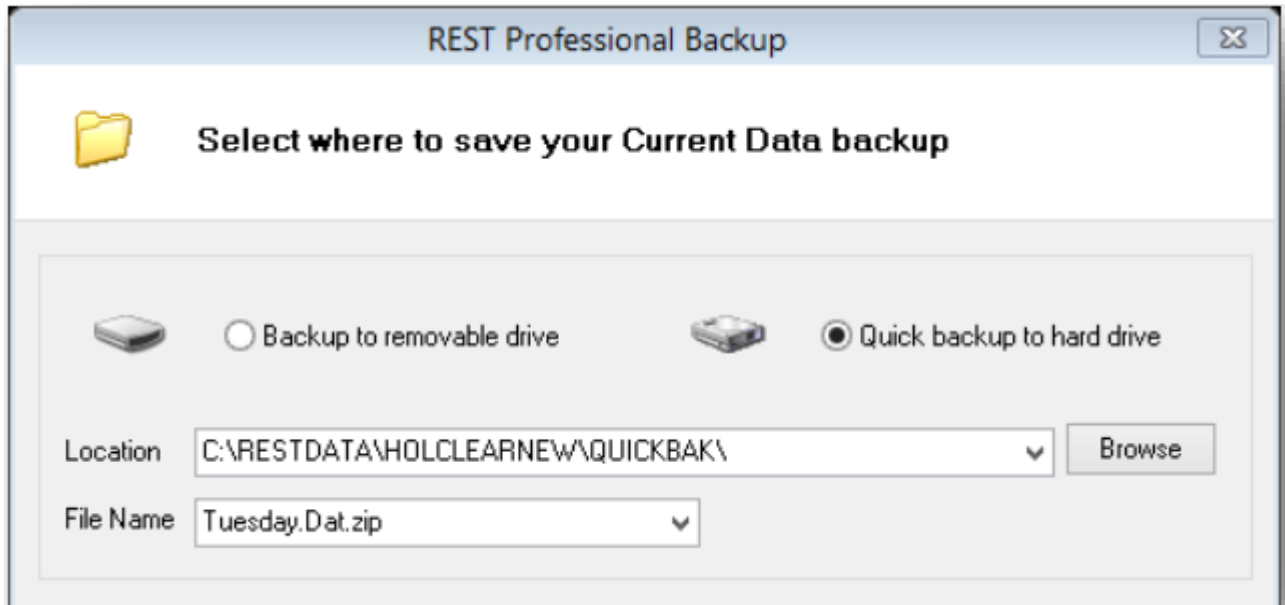 REST Professional Backup
Select where to save your Current Data backup
Backup to removable drive
Quick backup to hard drive
Location C:\RESTDATA\HOLCLEARNEW\QUICKBAK\ Browse
File Name Tuesday.Dat.zip